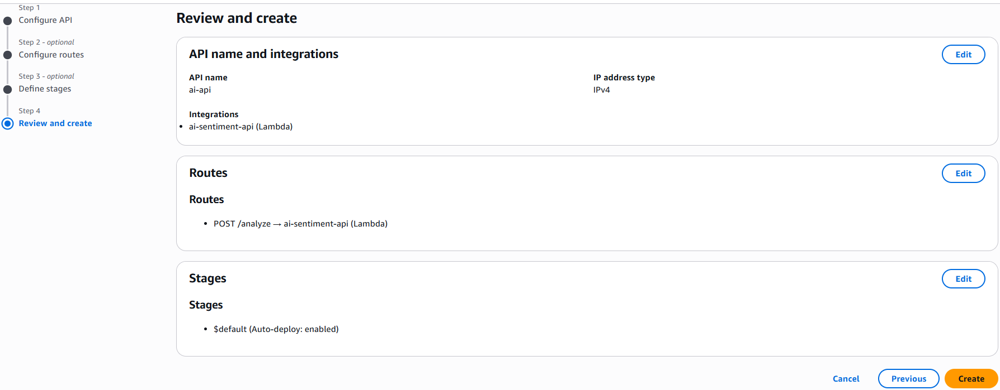 Step 1
Configure API
Step 2 - optional
Configure routes
Step 3 - optional
Define stages
Step 4
Review and create
Review and create
API name and integrations
Edit
API name
ai-api
IP address type
IPv4
Integrations
• ai-sentiment-api (Lambda)
Routes
Edit
Routes
• POST /analyze → ai-sentiment-api (Lambda)
Stages
Edit
Stages
• $default (Auto-deploy: enabled)
Cancel
Previous
Create